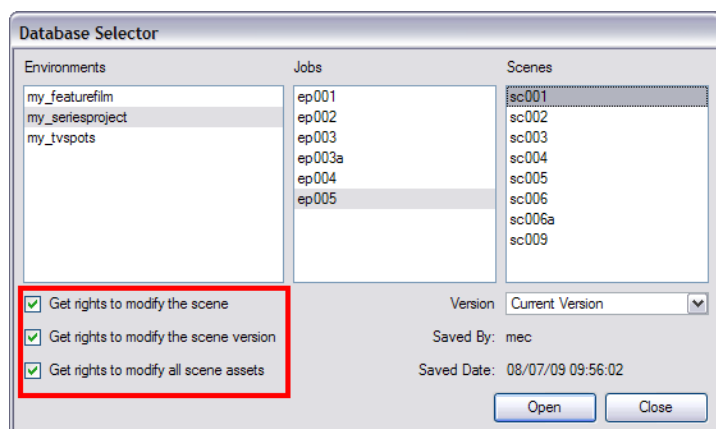 Database Selector
Environments
my_featurefilm
my_seriesproject
my_tvspots
Jobs
ep001
ep002
ep003
ep003a
ep004
ep005
Scenes
sc001
sc002
sc003
sc004
sc005
sc006
sc006a
sc009
Get rights to modify the scene
Get rights to modify the scene version
Get rights to modify all scene assets
Version Current Version
Saved By: mec
Saved Date: 08/07/09 09:56:02
Open Close